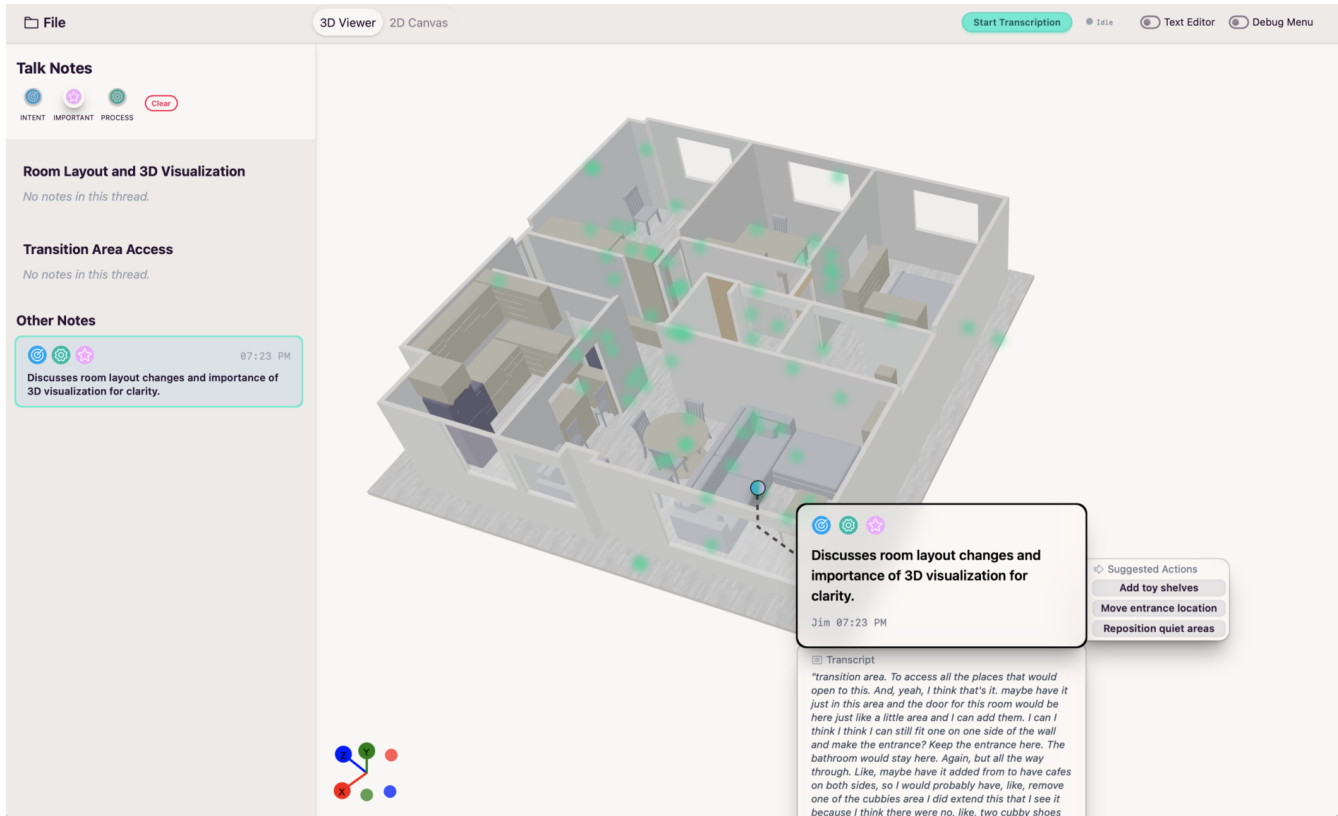 File
3D Viewer
2D Canvas
Start Transcription
Idle
Text Editor
Debug Menu
Talk Notes
INTENT
IMPORTANT
PROCESS
Clear
Room Layout and 3D Visualization
No notes in this thread.
Transition Area Access
No notes in this thread.
Other Notes
07:23 PM
Discusses room layout changes and importance of
3D visualization for clarity.
Discusses room layout changes and
importance of 3D visualization for
clarity.
Jim 07:23 PM
Suggested Actions
Add toy shelves
Move entrance location
Reposition quiet areas
Transcript
"transition area. To access all the places that would
open to this. And, yeah, I think that's it. maybe have it
just in this area and the door for this room would be
here just like a little area and I can add them. I can I
think I think I can still fit one on one side of the wall
and make the entrance? Keep the entrance here. The
bathroom would stay here. Again, but all the way
through. Like, maybe have it added from to have cafes
on both sides, so I would probably have, like, remove
one of the cubbies area I did extend this that I see it
because I think there were no, like, two cubby shoes
Z
Y
X